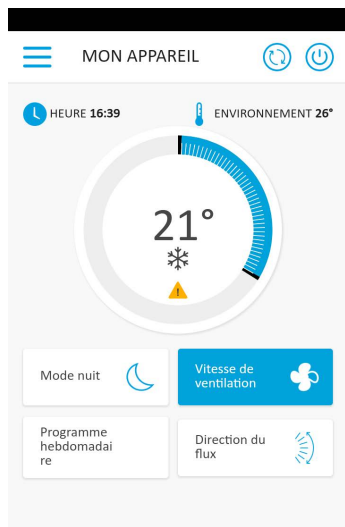 MON APPAREIL
HEURE 16:39
ENVIRONNEMENT 26°
21°
Mode nuit
Vitesse de
ventilation
Programme
hebdomadai
re
Direction du
flux